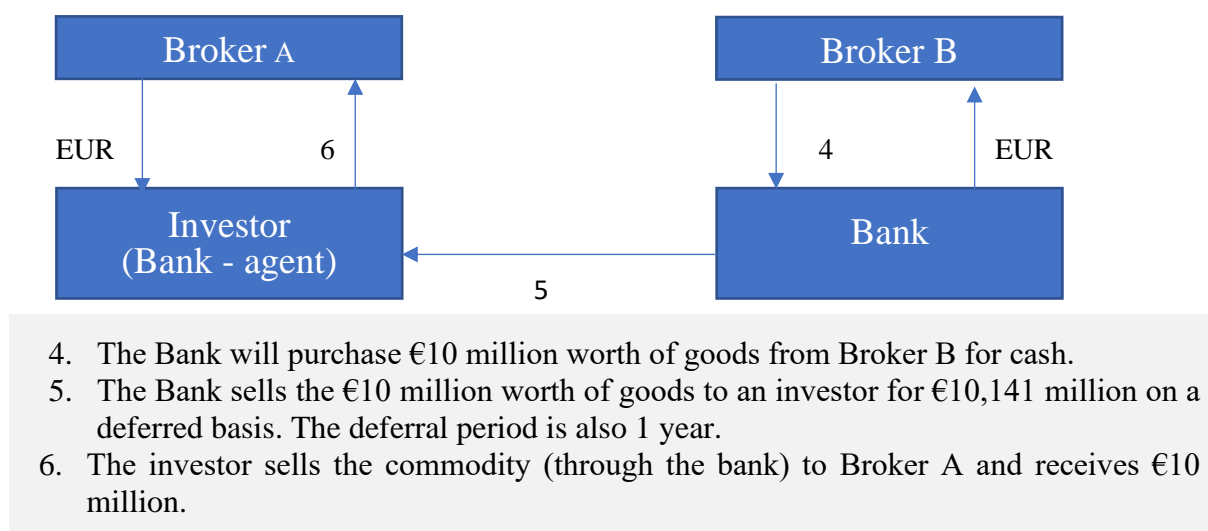 Broker A
Broker B
EUR
6
4
EUR
Investor
(Bank - agent)
Bank
5
4. The Bank will purchase €10 million worth of goods from Broker B for cash.
5. The Bank sells the €10 million worth of goods to an investor for €10,141 million on a
deferred basis. The deferral period is also 1 year.
6. The investor sells the commodity (through the bank) to Broker A and receives €10
million.